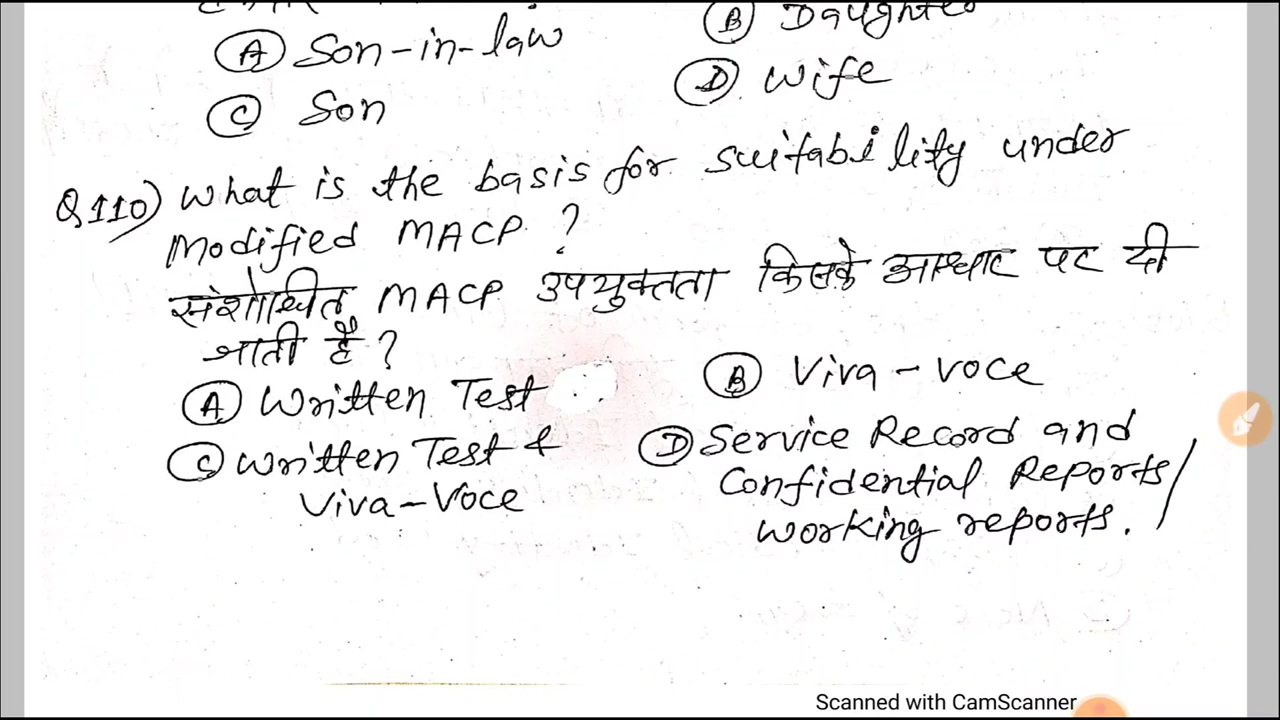 (A) Son-in-law (B) Daughter
(C) Son (D) Wife
Q.110) What is the basis for suitability under
Modified MACP ?
संशोधित MACP उपयुक्तता किसके आधार पर दी
जाती है ?
(A) Written Test (B) Viva-voce
(C) Written Test & (D) Service Record and
Viva-Voce Confidential Reports/
working reports.
Scanned with CamScanner